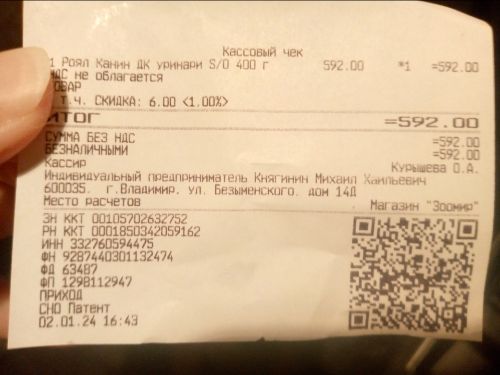 Кассовый чек
1 Роял Канин ДК уринари S/O 400 г 592.00 *1 =592.00
НДС не облагается
ТОВАР
т.ч. СКИДКА: 6.00 <1.00%>
ИТОГ =592.00
СУММА БЕЗ НДС =592.00
БЕЗНАЛИЧНЫМИ =592.00
Кассир Курышева О.А.
Индивидуальный предприниматель Княгинин Михаил Хаильевич
600035. г.Владимир. ул. Безыменского. дом 14Д
Место расчетов Магазин "Зоомир"
ЗН ККТ 00105702632752
РН ККТ 0001850342059162
ИНН 332760594475
ФН 9287440301132474
ФД 63487
ФП 1298112947
ПРИХОД
СНО Патент
02.01.24 16:43